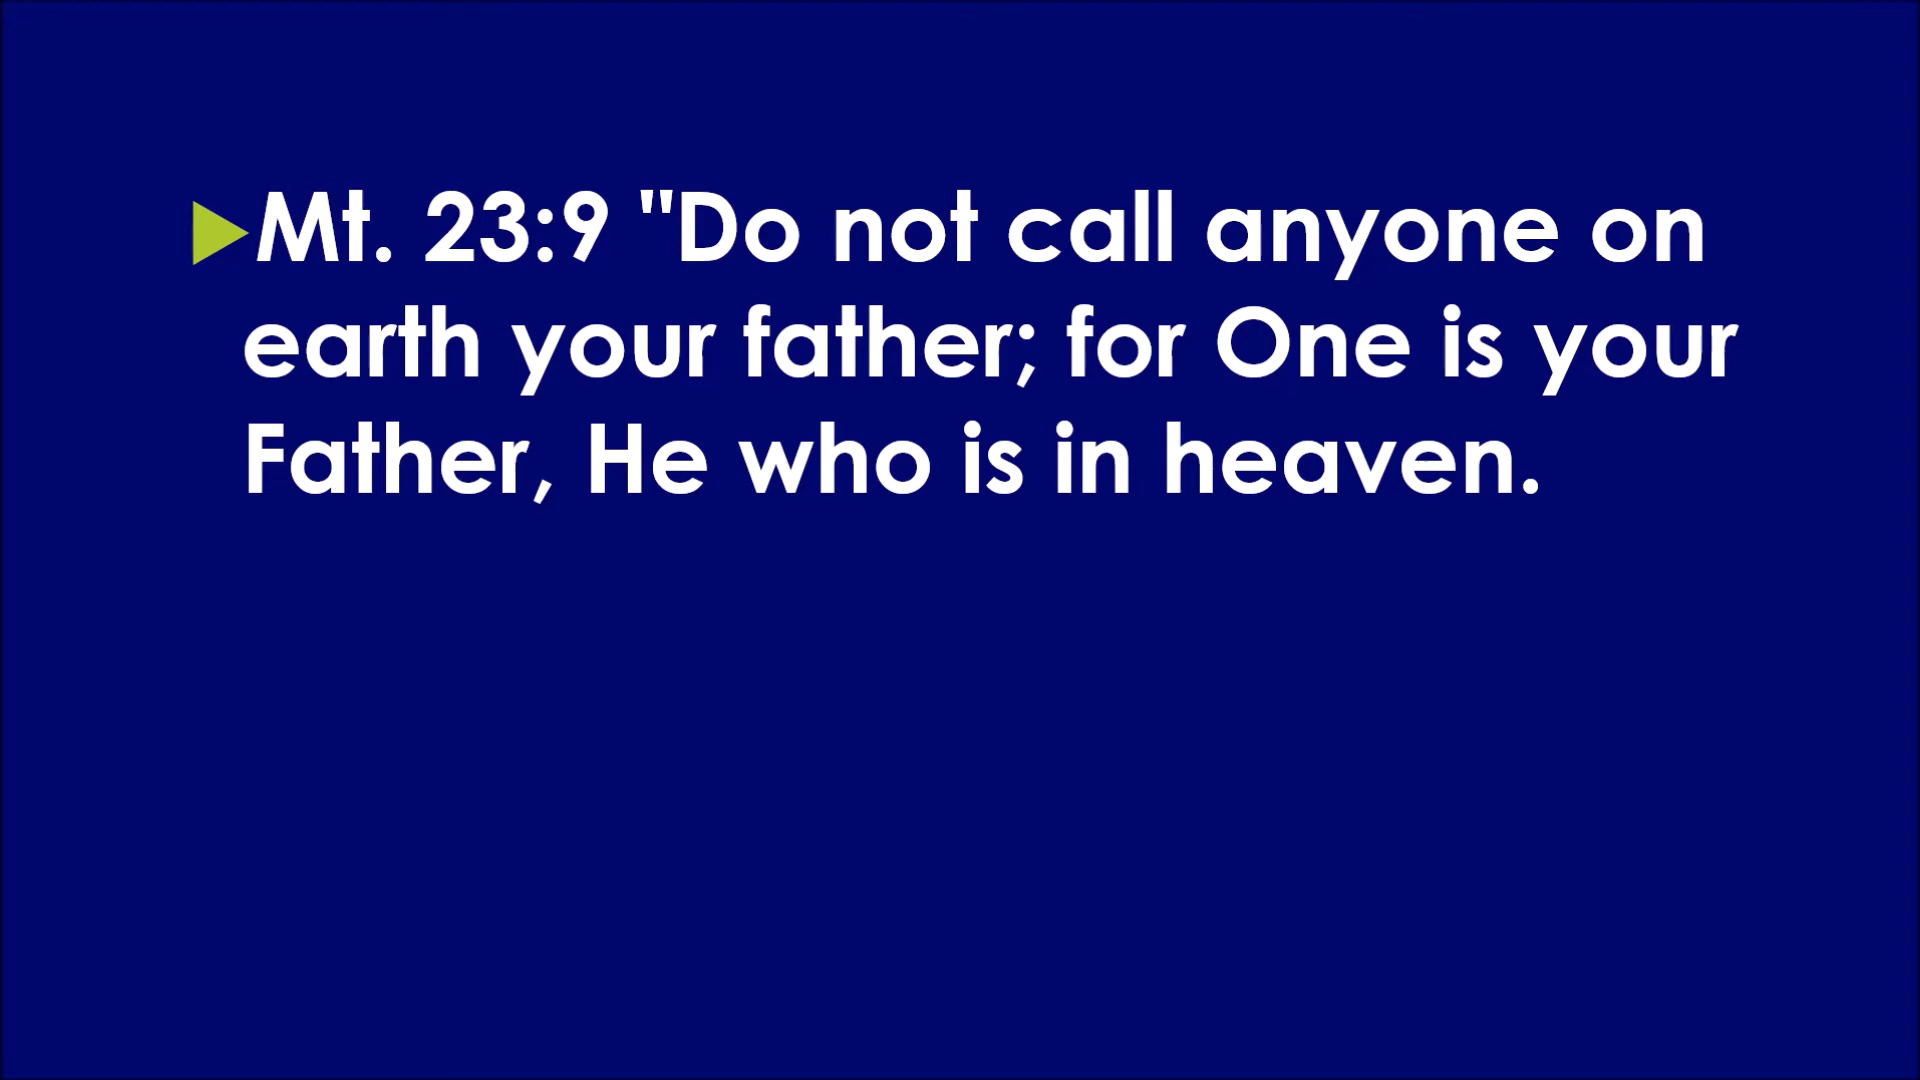 Mt. 23:9 "Do not call anyone on
earth your father; for One is your
Father, He who is in heaven.